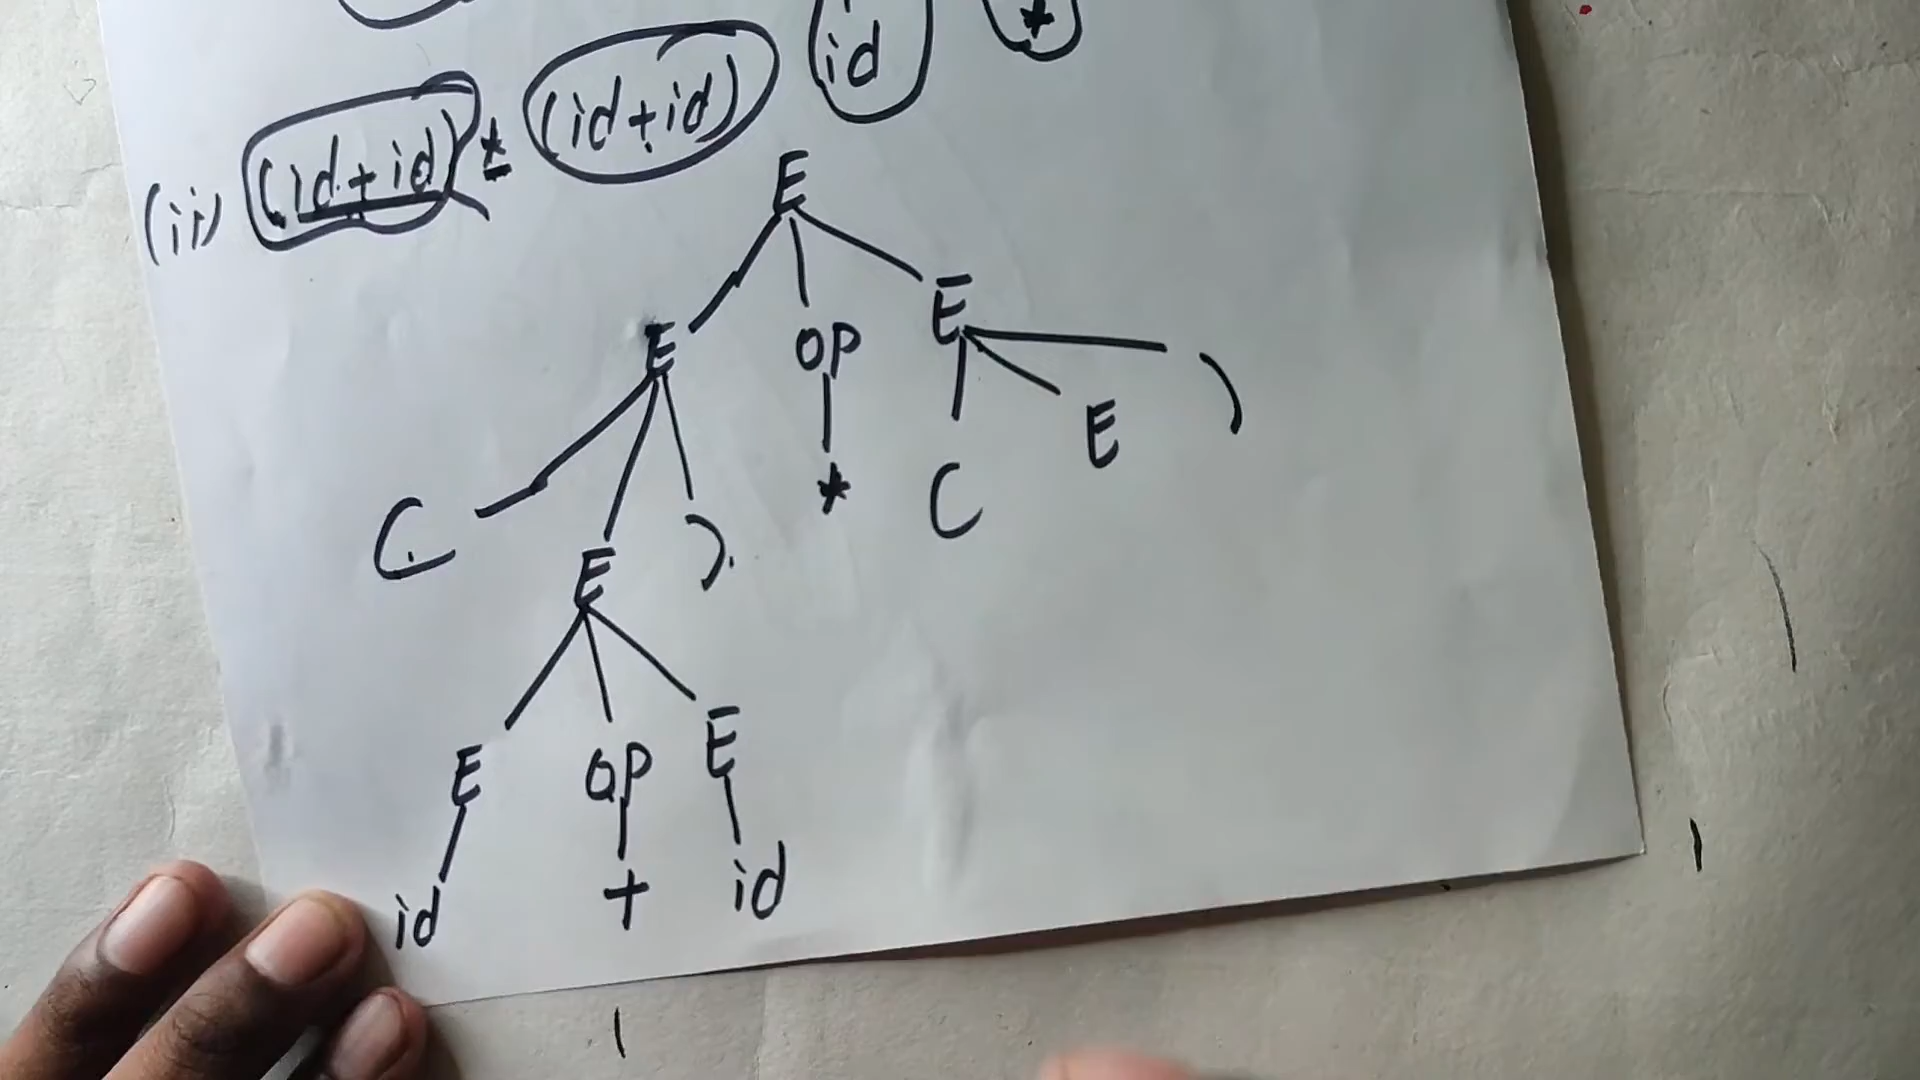 id *
(ii) (id+id) * (id+id)
E
E OP E
( E ) * ( E )
E OP E
id + id